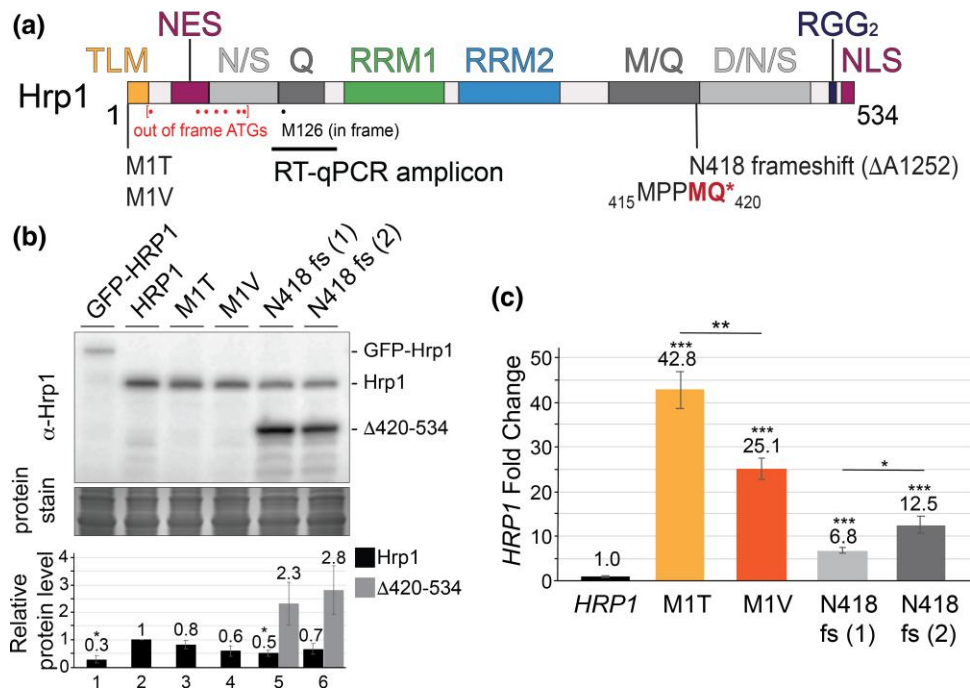 (a)
NES
RGG₂
TLM N/S Q RRM1 RRM2 M/Q D/N/S NLS
Hrp1
1 534
out of frame ATGs
M126 (in frame)
RT-qPCR amplicon
M1T
M1V
N418 frameshift (ΔA1252)
₄₁₅MPPMQ*₄₂₀
(b)
GFP-HRP1
HRP1
M1T
M1V
N418 fs (1)
N418 fs (2)
α-Hrp1
- GFP-Hrp1
- Hrp1
- Δ420-534
protein
stain
Relative
protein level
4
3
2
1
0
* 0.3
1
0.8
0.6
* 0.5
2.3
0.7
2.8
Hrp1
Δ420-534
1 2 3 4 5 6
(c)
HRP1 Fold Change
50
40
30
20
10
0
**
***
42.8
***
25.1
*
***
6.8
***
12.5
1.0
HRP1 M1T M1V N418 N418
fs (1) fs (2)